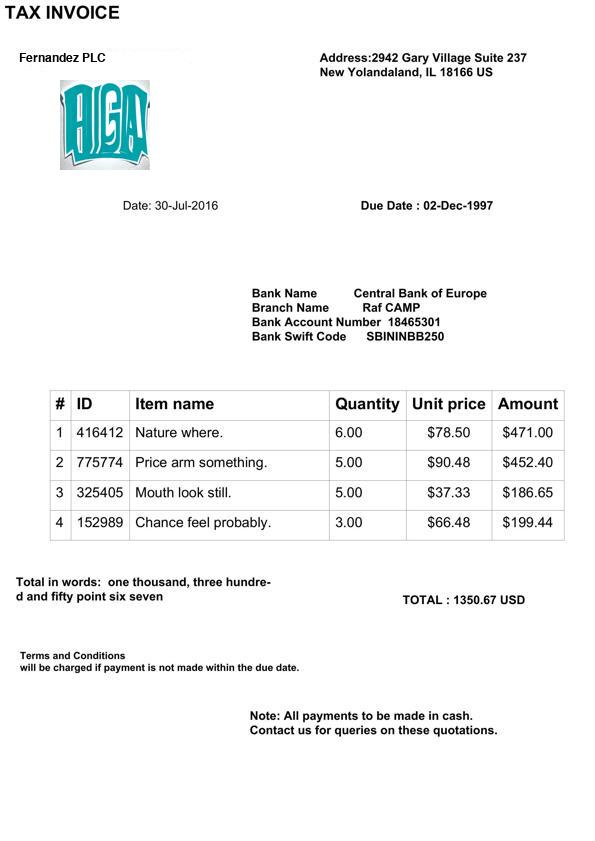 TAX INVOICE
Fernandez PLC
Address:2942 Gary Village Suite 237
New Yolandaland, IL 18166 US
AGA
Date: 30-Jul-2016
Due Date : 02-Dec-1997
Bank Name Central Bank of Europe
Branch Name Raf CAMP
Bank Account Number 18465301
Bank Swift Code SBININBB250
# ID Item name Quantity Unit price Amount
1 416412 Nature where. 6.00 $78.50 $471.00
2 775774 Price arm something. 5.00 $90.48 $452.40
3 325405 Mouth look still. 5.00 $37.33 $186.65
4 152989 Chance feel probably. 3.00 $66.48 $199.44
Total in words: one thousand, three hundre-
d and fifty point six seven
TOTAL : 1350.67 USD
Terms and Conditions
will be charged if payment is not made within the due date.
Note: All payments to be made in cash.
Contact us for queries on these quotations.